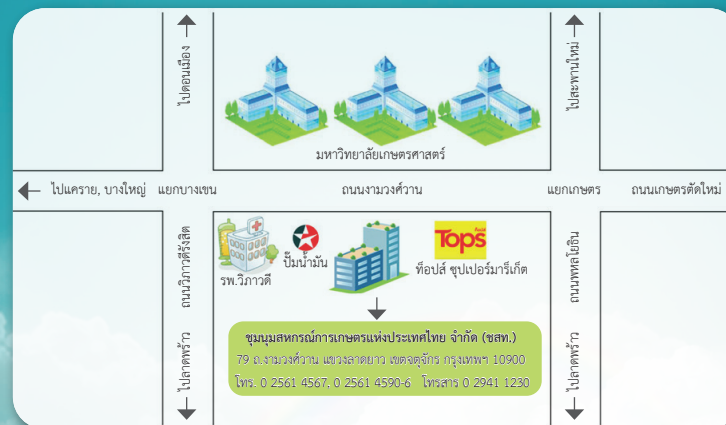 ไปดอนเมือง
ไปสะพานใหม่
มหาวิทยาลัยเกษตรศาสตร์
ไปแคราย, บางใหญ่
แยกบางเขน
ถนนงามวงศ์วาน
แยกเกษตร
ถนนเกษตรตัดใหม่
ถนนวิภาวดีรังสิต
รพ.วิภาวดี
ปั๊มน้ำมัน
Tops
ท็อปส์ ซุปเปอร์มาร์เก็ต
ถนนพหลโยธิน
ไปลาดพร้าว
ชุมนุมสหกรณ์การเกษตรแห่งประเทศไทย จำกัด (ชสท.)
79 ถ.งามวงศ์วาน แขวงลาดยาว เขตจตุจักร กรุงเทพฯ 10900
โทร. 0 2561 4567, 0 2561 4590-6 โทรสาร 0 2941 1230
ไปลาดพร้าว